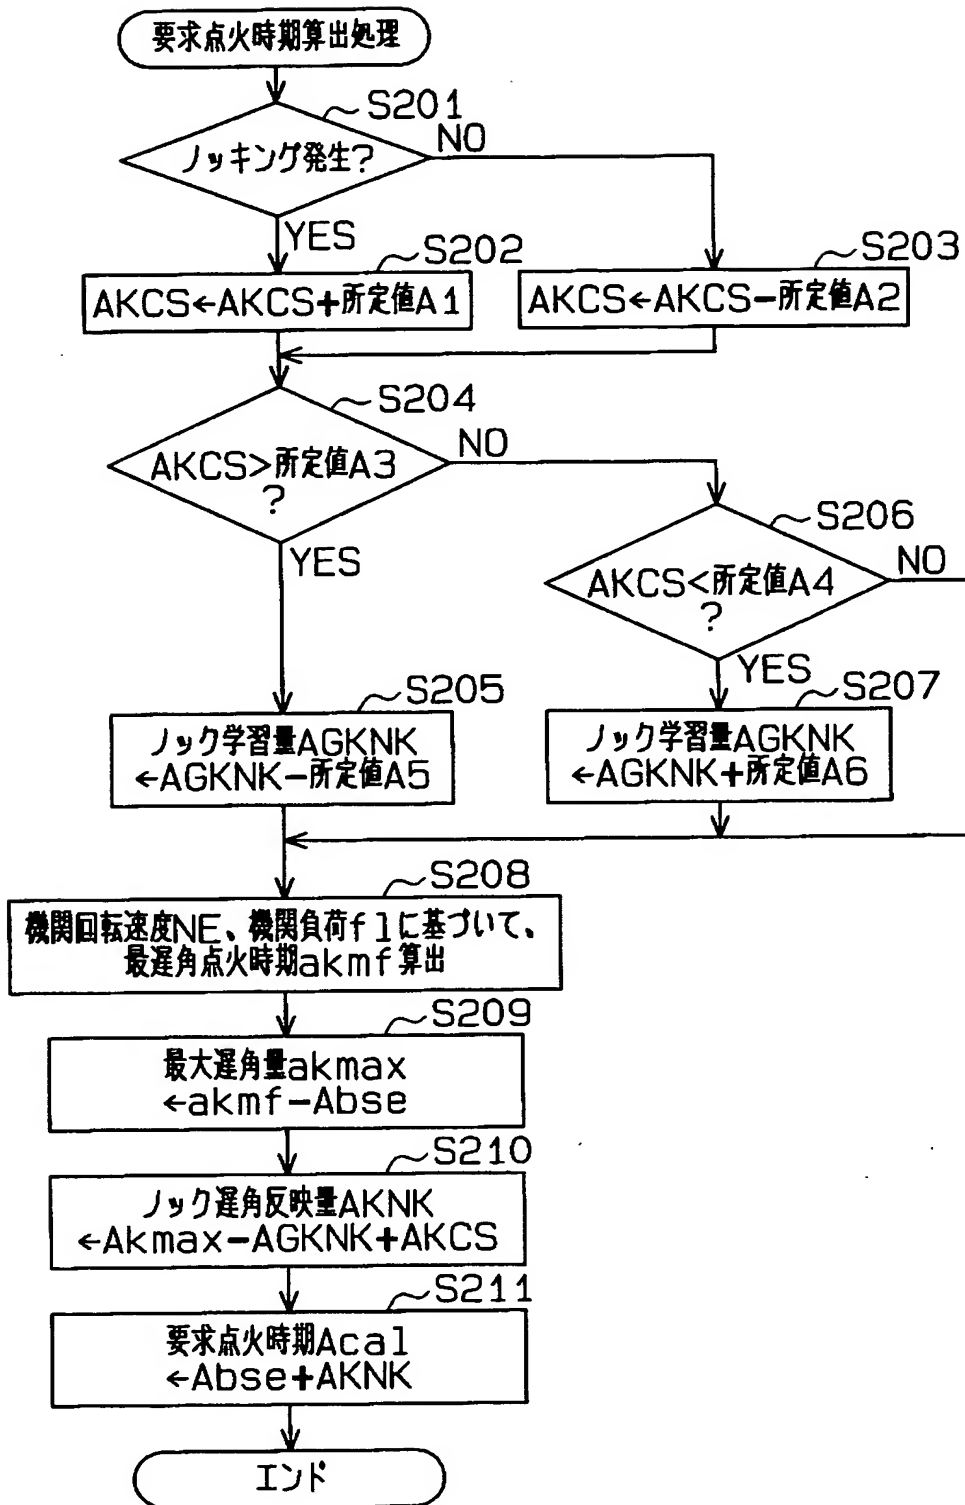 要求点火時期算出処理
S201
ノッキング発生?
NO
YES
S202
AKCS←AKCS+所定値A1
S203
AKCS←AKCS−所定値A2
S204
AKCS>所定値A3
?
NO
YES
S206
AKCS<所定値A4
?
NO
YES
S205
ノック学習量AGKNK
←AGKNK−所定値A5
S207
ノック学習量AGKNK
←AGKNK+所定値A6
S208
機関回転速度NE、機関負荷flに基づいて、
最遅角点火時期akmf算出
S209
最大遅角量akmax
←akmf−Abse
S210
ノック遅角反映量AKNK
←Akmax−AGKNK+AKCS
S211
要求点火時期Acal
←Abse+AKNK
エンド